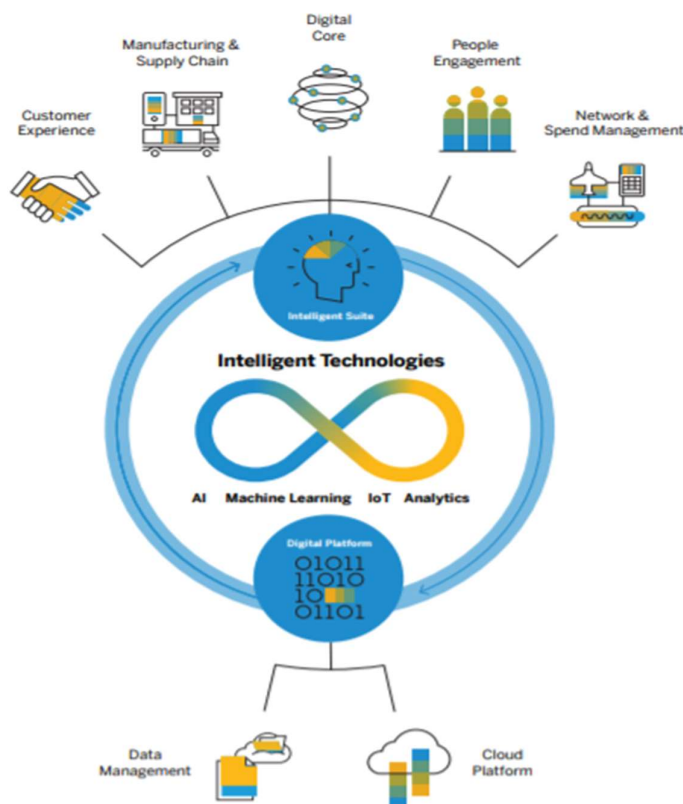 Digital
Core
Manufacturing &
Supply Chain
People
Engagement
Customer
Experience
Network &
Spend Management
Intelligent Suite
Intelligent Technologies
AI Machine Learning IoT Analytics
Digital Platform
01011
11010
10
01101
Data
Management
Cloud
Platform